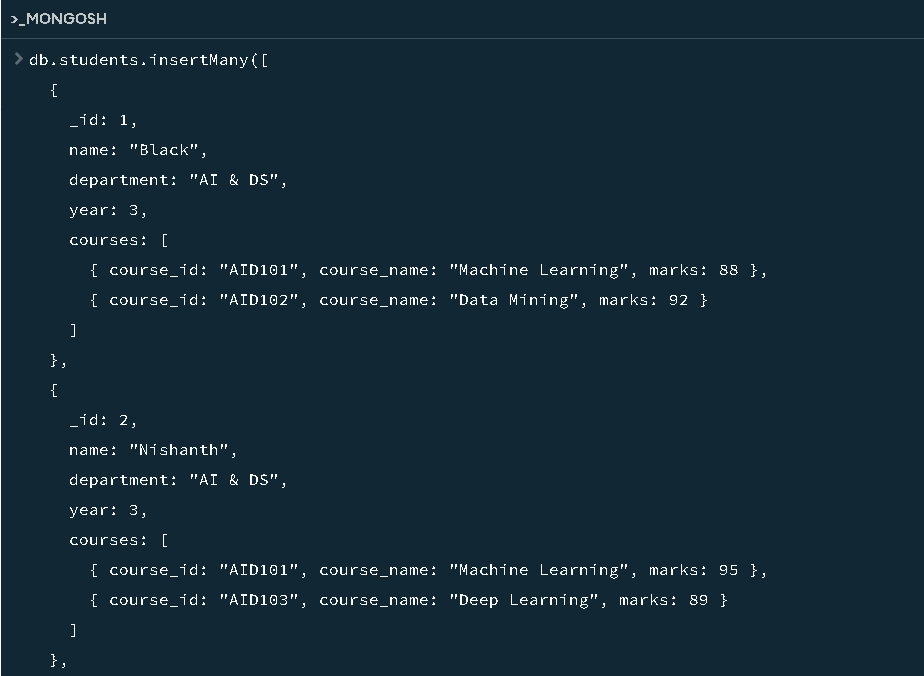 >_MONGOSH
> db.students.insertMany([
{
_id: 1,
name: "Black",
department: "AI & DS",
year: 3,
courses: [
{ course_id: "AID101", course_name: "Machine Learning", marks: 88 },
{ course_id: "AID102", course_name: "Data Mining", marks: 92 }
]
},
{
_id: 2,
name: "Nishanth",
department: "AI & DS",
year: 3,
courses: [
{ course_id: "AID101", course_name: "Machine Learning", marks: 95 },
{ course_id: "AID103", course_name: "Deep Learning", marks: 89 }
]
},